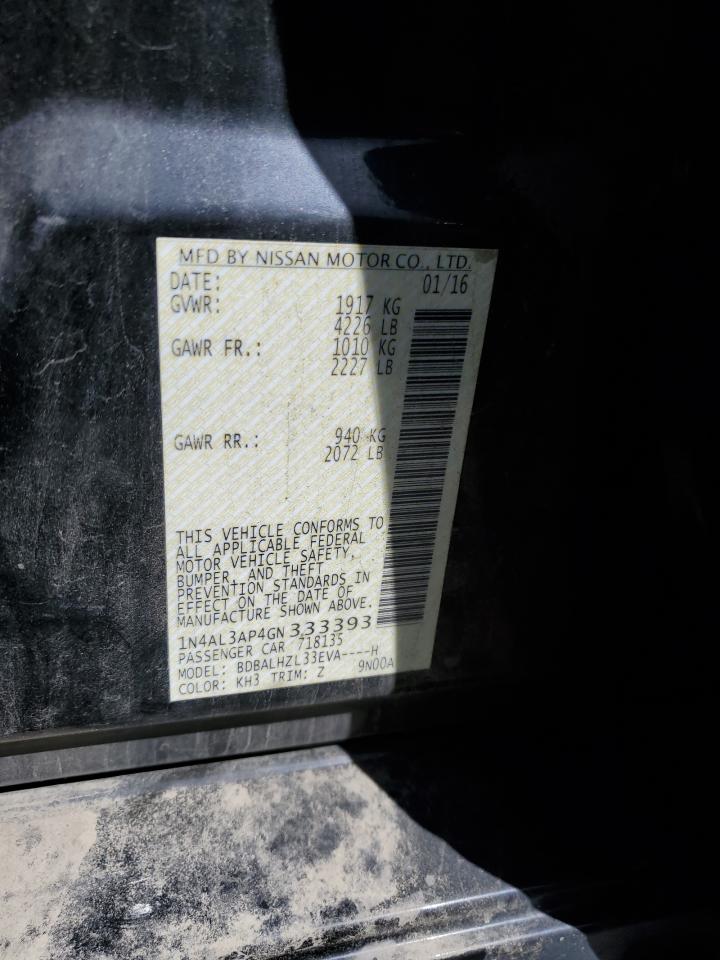 MFD BY NISSAN MOTOR CO., LTD.
DATE: 01/16
GVWR: 1917 KG
4226 LB
GAWR FR.: 1010 KG
2227 LB
GAWR RR.: 940 KG
2072 LB
THIS VEHICLE CONFORMS TO
ALL APPLICABLE FEDERAL
MOTOR VEHICLE SAFETY,
BUMPER, AND THEFT
PREVENTION STANDARDS IN
EFFECT ON THE DATE OF
MANUFACTURE SHOWN ABOVE.
1N4AL3AP4GN333393
PASSENGER CAR 718135
MODEL: BDBALHZL33EVA----H
COLOR: KH3 TRIM: Z 9N00A